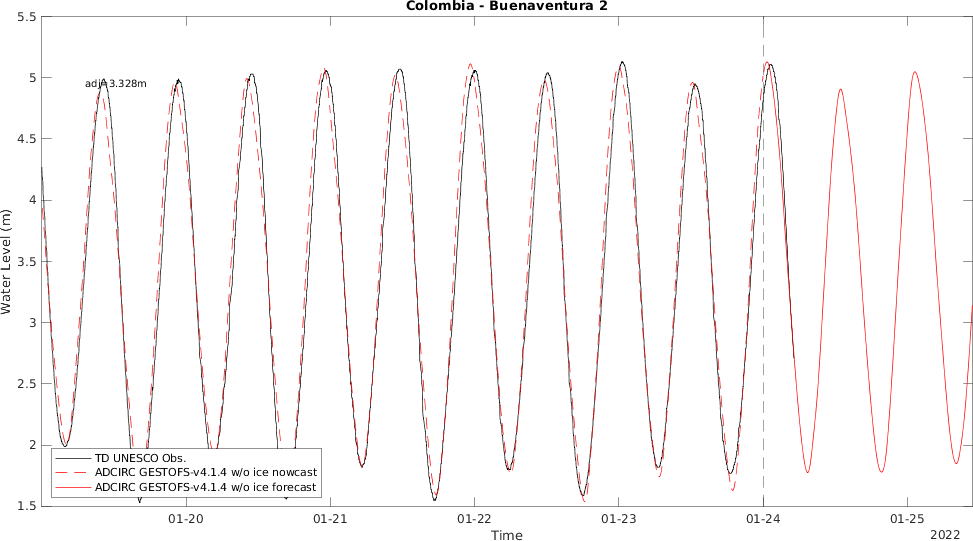 Colombia - Buenaventura 2
5.5
5
4.5
4
3.5
3
2.5
2
1.5
Water Level (m)
adj=3.328m
TD UNESCO Obs.
ADCIRC GESTOFS-v4.1.4 w/o ice nowcast
ADCIRC GESTOFS-v4.1.4 w/o ice forecast
01-20
01-21
01-22
01-23
01-24
01-25
Time
2022